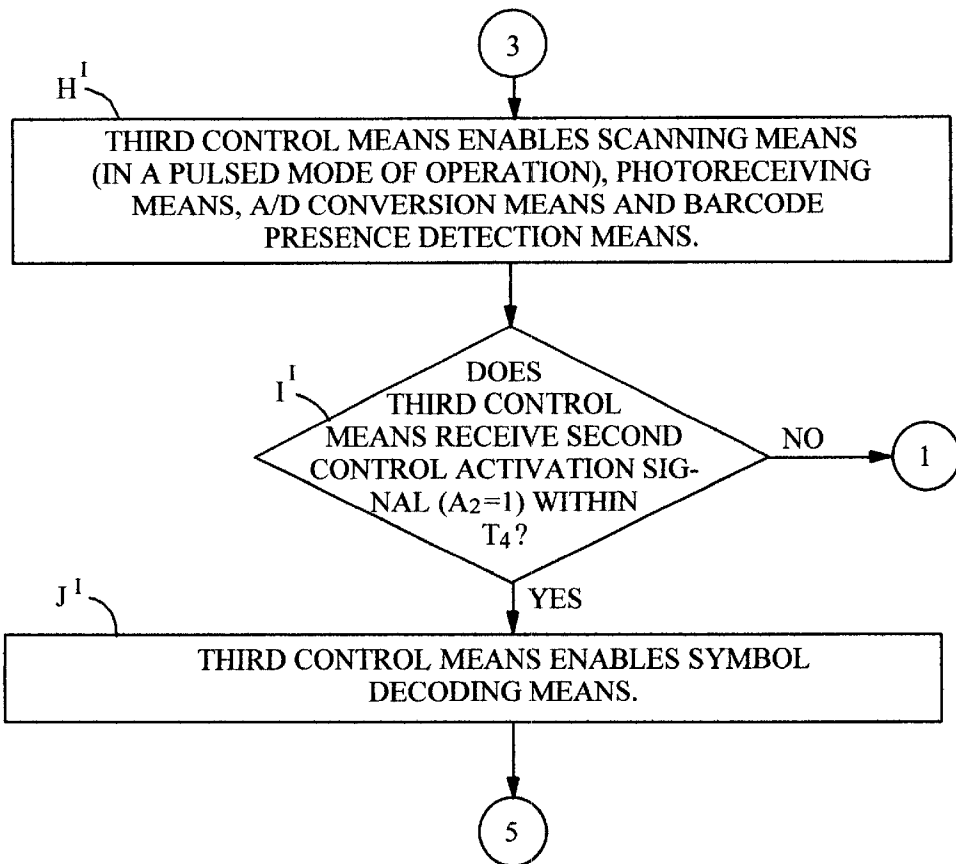 3
H^I
THIRD CONTROL MEANS ENABLES SCANNING MEANS
(IN A PULSED MODE OF OPERATION), PHOTORECEIVING
MEANS, A/D CONVERSION MEANS AND BARCODE
PRESENCE DETECTION MEANS.
I^I
DOES
THIRD CONTROL
MEANS RECEIVE SECOND
CONTROL ACTIVATION SIG-
NAL (A₂=1) WITHIN
T₄?
NO
1
YES
J^I
THIRD CONTROL MEANS ENABLES SYMBOL
DECODING MEANS.
5